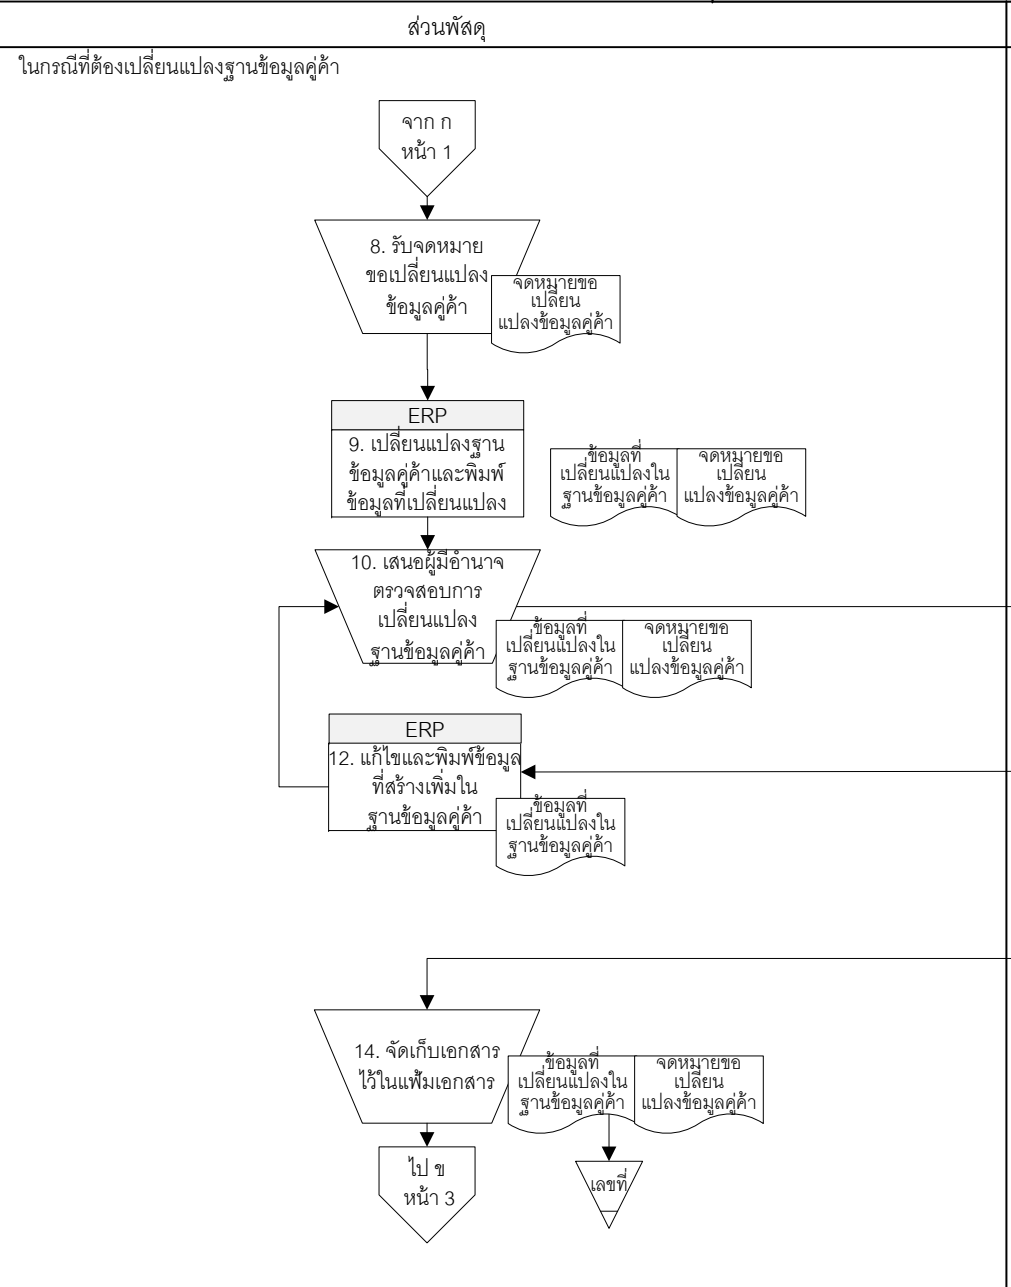 ส่วนพัสดุ
ในกรณีที่ต้องเปลี่ยนแปลงฐานข้อมูลคู่ค้า
จาก ก
หน้า 1
8. รับจดหมาย
ขอเปลี่ยนแปลง
ข้อมูลคู่ค้า
จดหมายขอ
เปลี่ยน
แปลงข้อมูลคู่ค้า
ERP
9. เปลี่ยนแปลงฐาน
ข้อมูลคู่ค้าและพิมพ์
ข้อมูลที่เปลี่ยนแปลง
ข้อมูลที่
เปลี่ยนแปลงใน
ฐานข้อมูลคู่ค้า
จดหมายขอ
เปลี่ยน
แปลงข้อมูลคู่ค้า
10. เสนอผู้มีอำนาจ
ตรวจสอบการ
เปลี่ยนแปลง
ฐานข้อมูลคู่ค้า
ข้อมูลที่
เปลี่ยนแปลงใน
ฐานข้อมูลคู่ค้า
จดหมายขอ
เปลี่ยน
แปลงข้อมูลคู่ค้า
ERP
12. แก้ไขและพิมพ์ข้อมูล
ที่สร้างเพิ่มใน
ฐานข้อมูลคู่ค้า
ข้อมูลที่
เปลี่ยนแปลงใน
ฐานข้อมูลคู่ค้า
14. จัดเก็บเอกสาร
ไว้ในแฟ้มเอกสาร
ข้อมูลที่
เปลี่ยนแปลงใน
ฐานข้อมูลคู่ค้า
จดหมายขอ
เปลี่ยน
แปลงข้อมูลคู่ค้า
ไป ข
หน้า 3
เลขที่